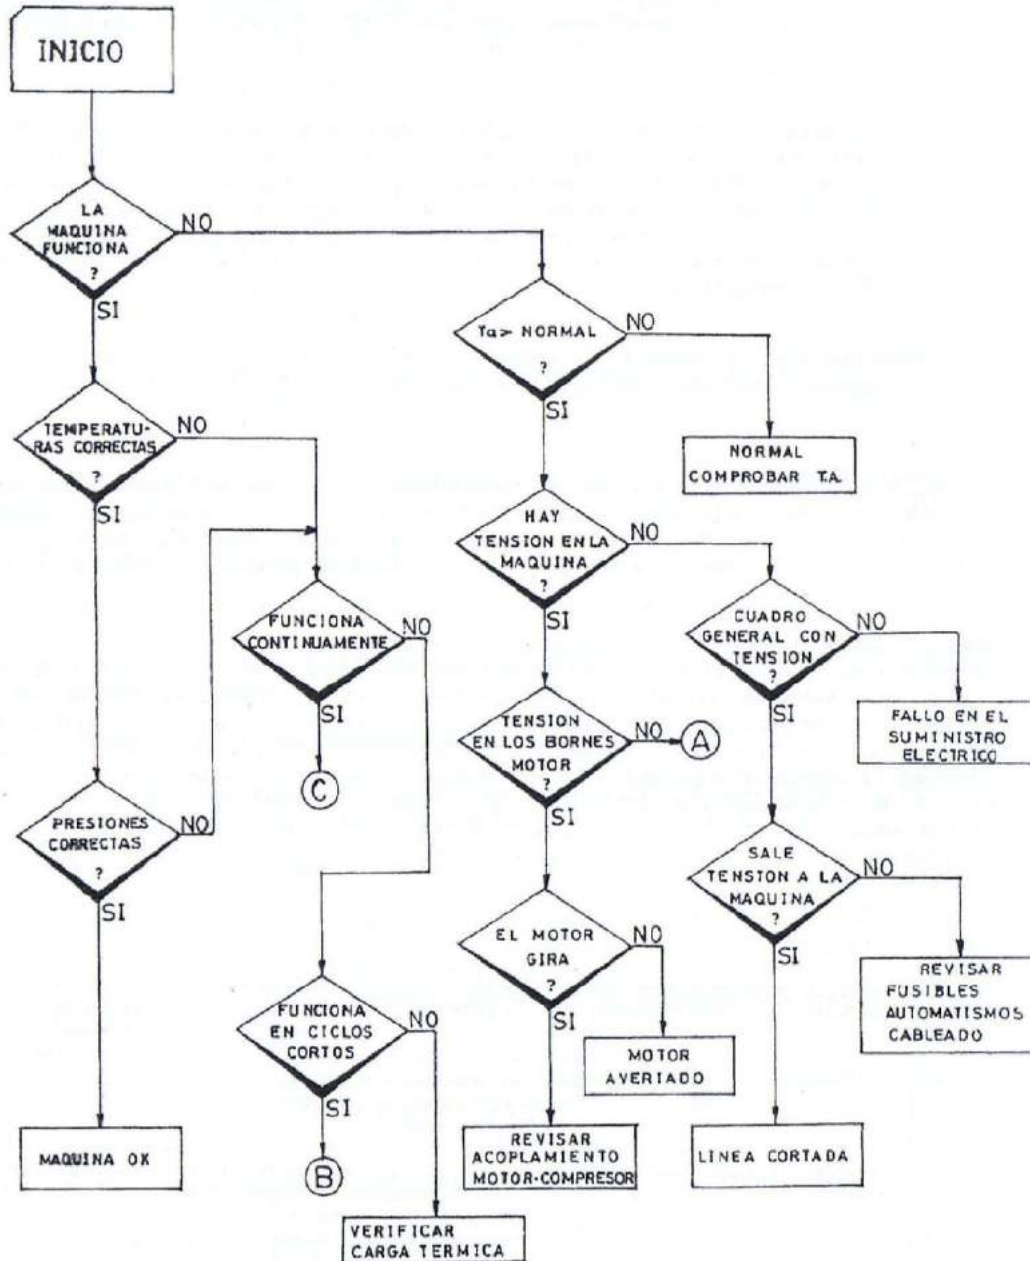 INICIO
LA
MAQUINA
FUNCIONA
?
NO
SI
Ta> NORMAL
?
NO
SI
NORMAL
COMPROBAR T.A.
TEMPERATU-
RAS CORRECTAS
?
NO
SI
HAY
TENSION EN LA
MAQUINA
?
NO
SI
FUNCIONA
CONTINUAMENTE
?
NO
SI
C
CUADRO
GENERAL CON
TENSION
?
NO
SI
FALLO EN EL
SUMINISTRO
ELECTRICO
TENSION
EN LOS BORNES
MOTOR
?
NO
A
SI
PRESIONES
CORRECTAS
?
NO
SI
SALE
TENSION A LA
MAQUINA
?
NO
SI
REVISAR
FUSIBLES
AUTOMATISMOS
CABLEADO
EL MOTOR
GIRA
?
NO
SI
MOTOR
AVERIADO
FUNCIONA
EN CICLOS
CORTOS
?
NO
SI
B
MAQUINA OK
REVISAR
ACOPLAMIENTO
MOTOR-COMPRESOR
LINEA CORTADA
VERIFICAR
CARGA TERMICA